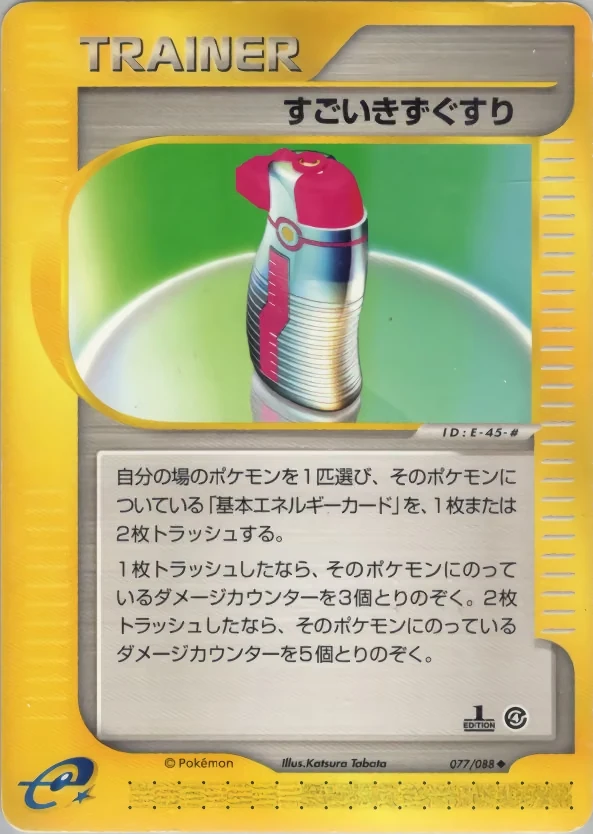 TRAINER
すごいきずぐすり
ID:E-45-#
自分の場のポケモンを1匹選び、そのポケモンに
ついている「基本エネルギーカード」を、1枚または
2枚トラッシュする。
1枚トラッシュしたなら、そのポケモンにのって
いるダメージカウンターを3個とりのぞく。2枚
トラッシュしたなら、そのポケモンにのっている
ダメージカウンターを5個とりのぞく。
1
EDITION
© Pokémon Illus.Katsura Tabata 077/088◆
e